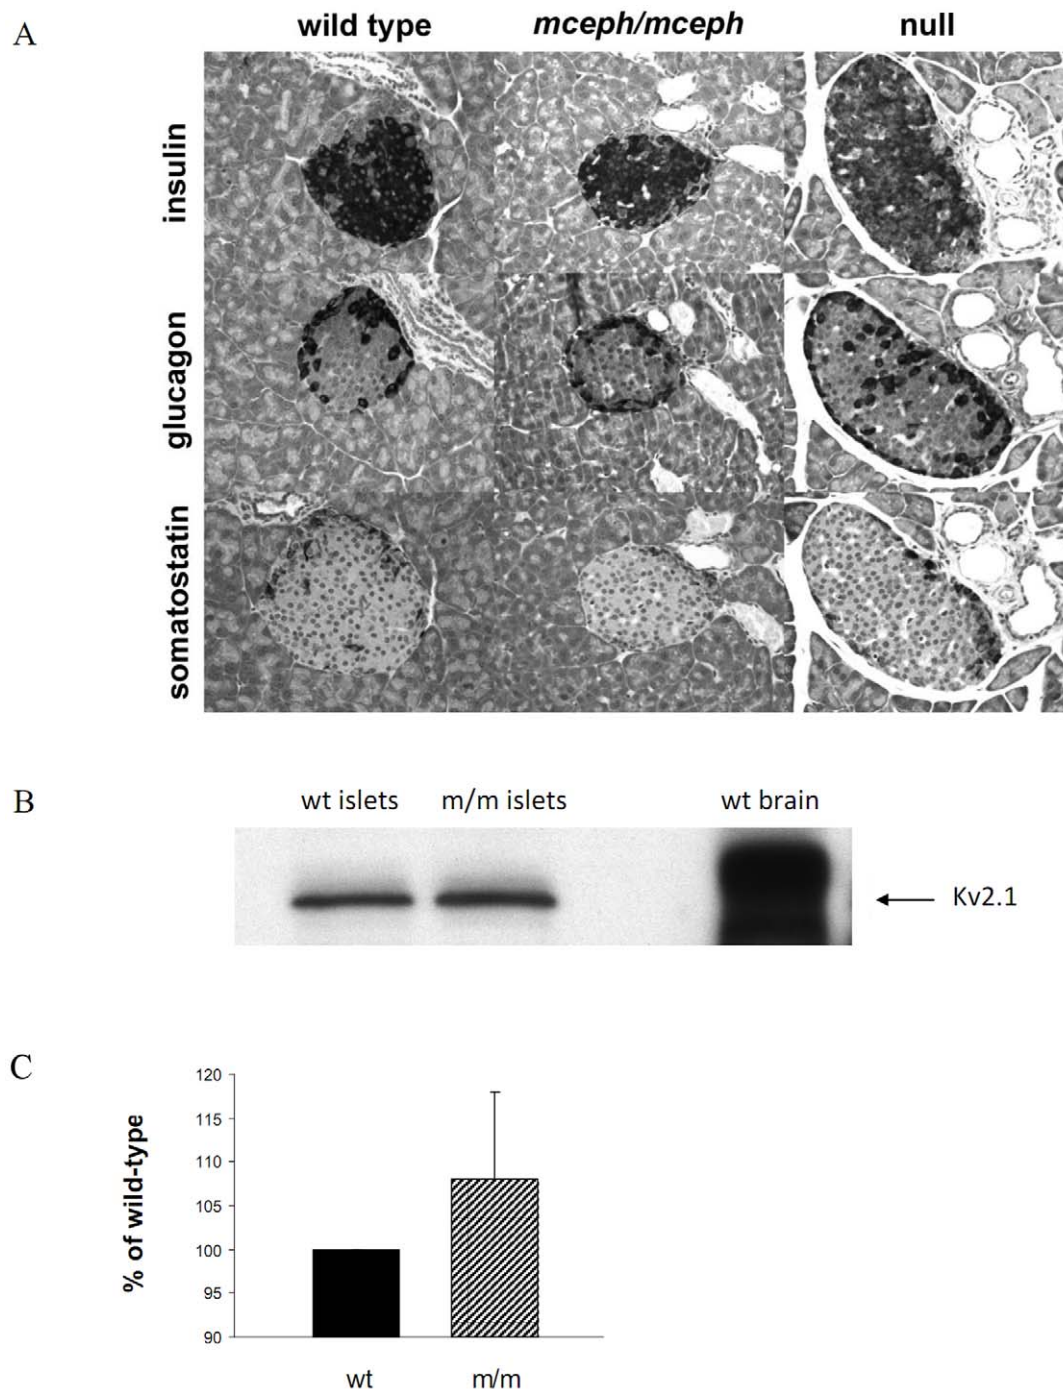 A
wild type mceph/mceph null
insulin
glucagon
somatostatin
B
wt islets m/m islets wt brain
Kv2.1
C
% of wild-type
120
115
110
105
100
95
90
wt m/m